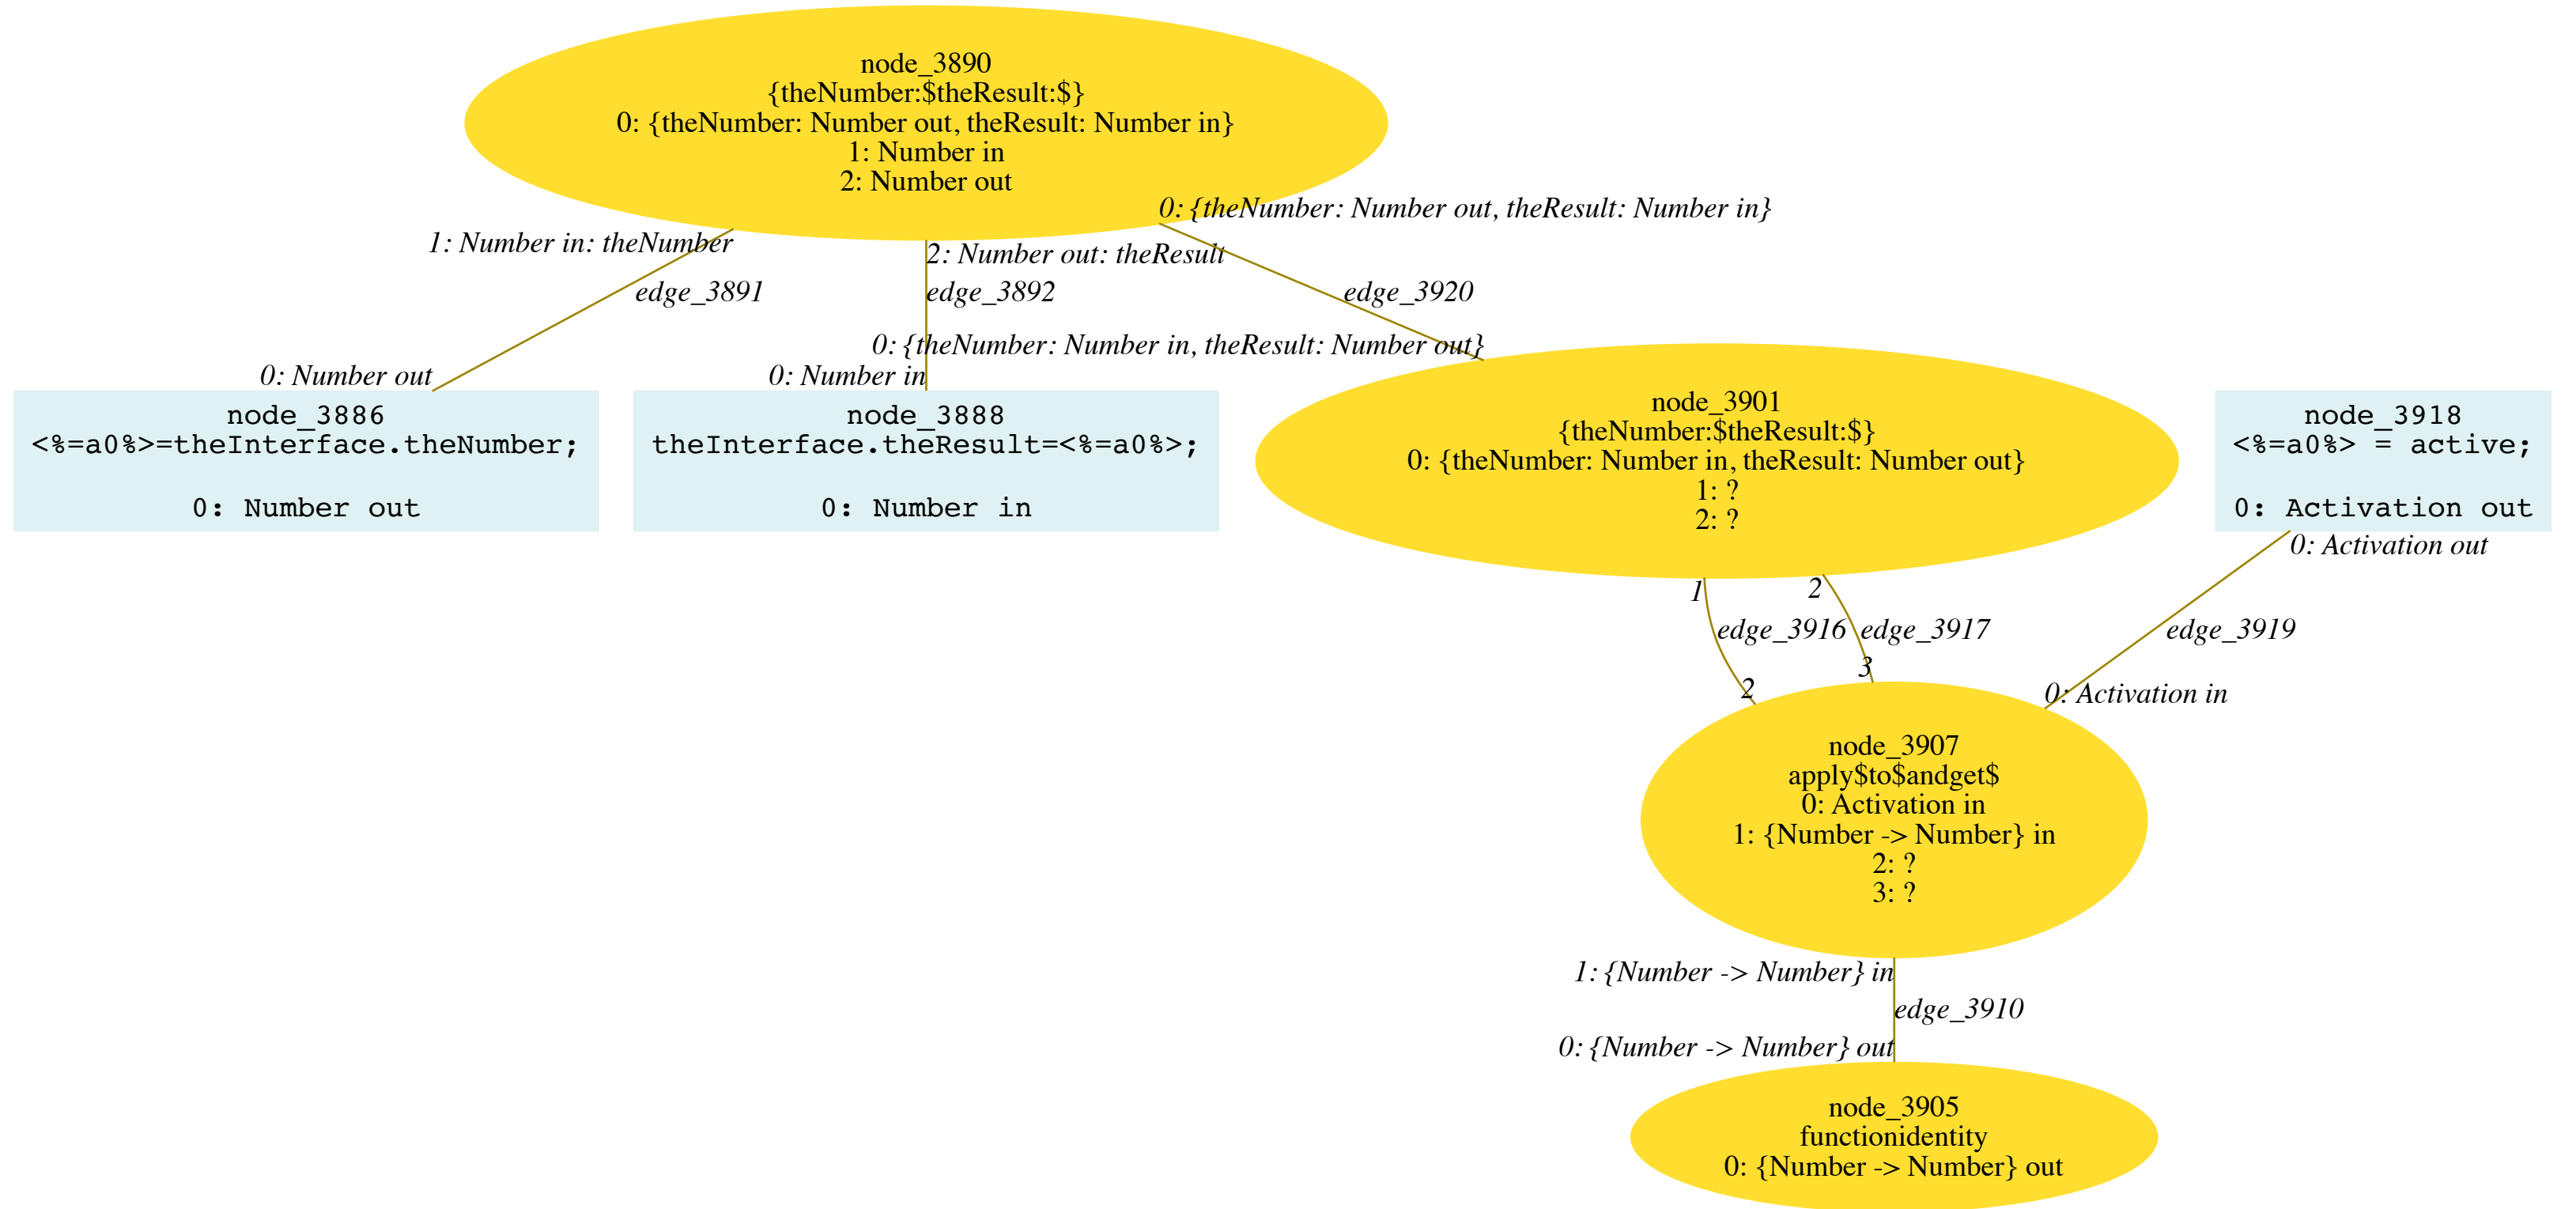 node_3890
{theNumber:$theResult:$}
0: {theNumber: Number out, theResult: Number in}
1: Number in
2: Number out
0: {theNumber: Number out, theResult: Number in}
1: Number in: theNumber
2: Number out: theResult
edge_3891
edge_3892
edge_3920
0: {theNumber: Number in, theResult: Number out}
0: Number out
0: Number in
node_3886
<%=a0%>=theInterface.theNumber;
0: Number out
node_3888
theInterface.theResult=<%=a0%>;
0: Number in
node_3901
{theNumber:$theResult:$}
0: {theNumber: Number in, theResult: Number out}
1: ?
2: ?
node_3918
<%=a0%> = active;
0: Activation out
0: Activation out
1
2
edge_3916
edge_3917
edge_3919
2
3
0: Activation in
node_3907
apply$to$andget$
0: Activation in
1: {Number -> Number} in
2: ?
3: ?
1: {Number -> Number} in
edge_3910
0: {Number -> Number} out
node_3905
functionidentity
0: {Number -> Number} out